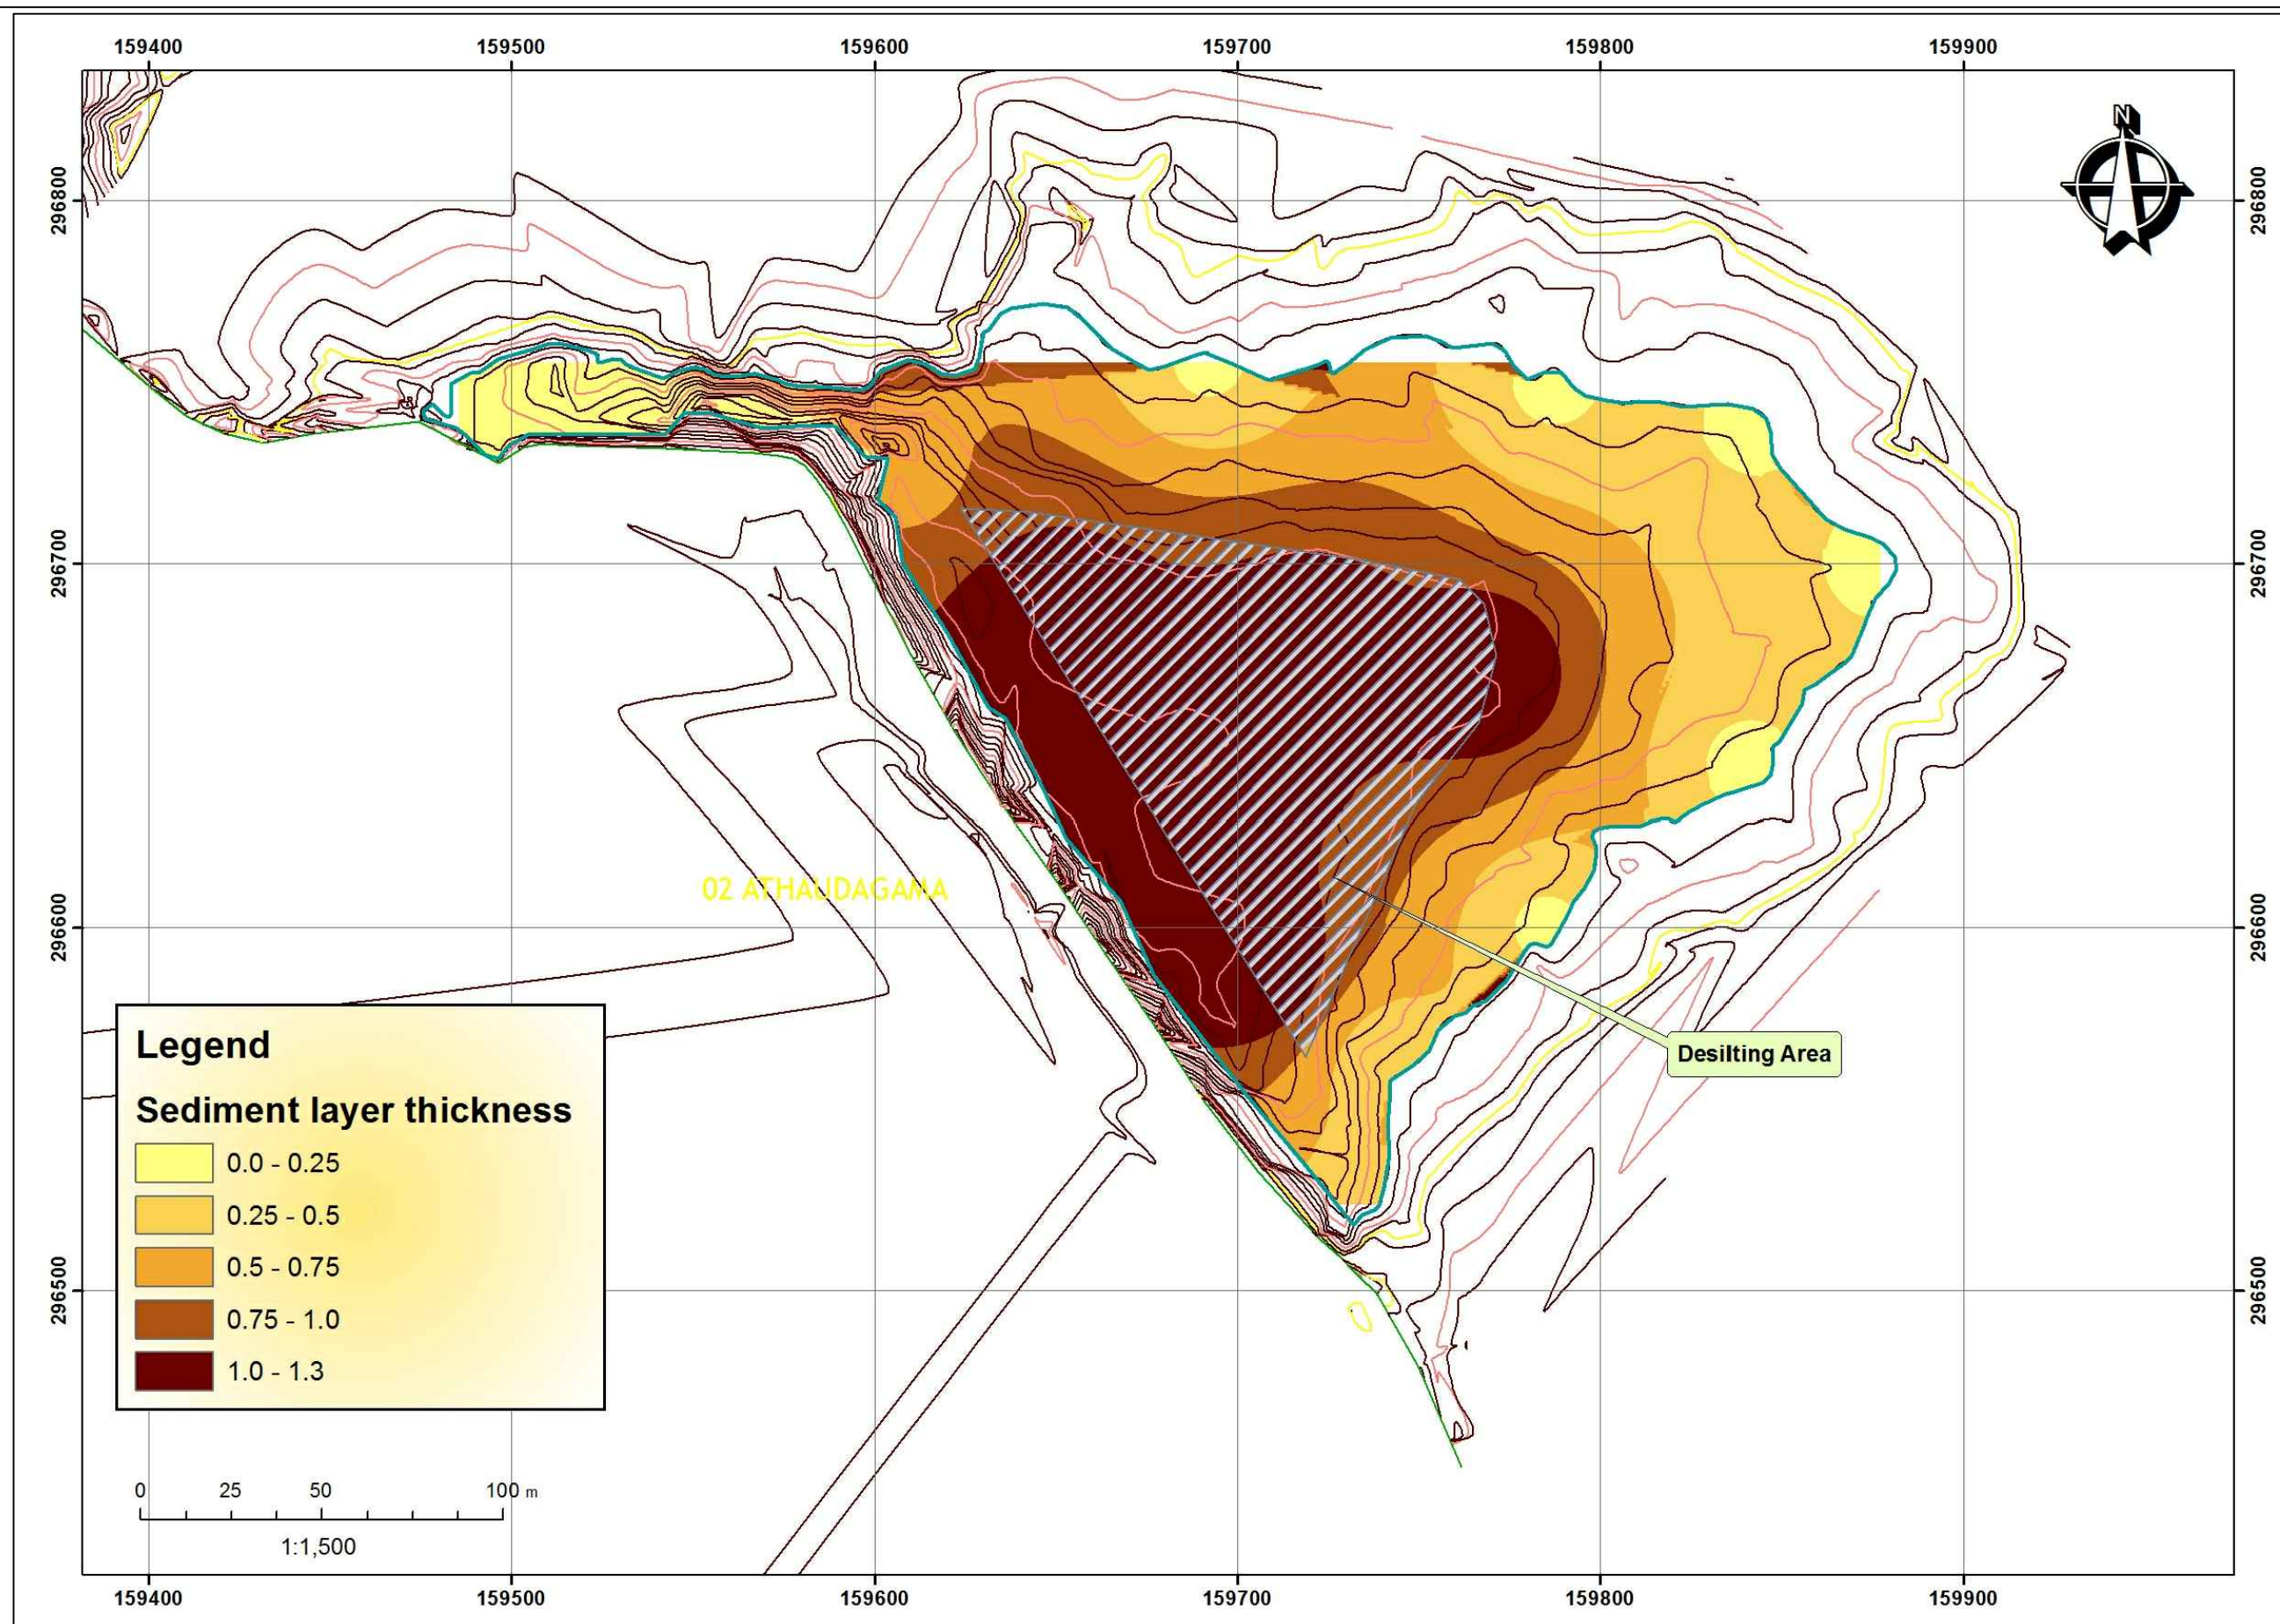 159400 159500 159600 159700 159800 159900
N
296800 296800
296700 296700
02 ATHAUDAGAMA
296600 296600
Desilting Area
Legend
Sediment layer thickness
0.0 - 0.25
0.25 - 0.5
0.5 - 0.75
0.75 - 1.0
1.0 - 1.3
296500 296500
0 25 50 100 m
1:1,500
159400 159500 159600 159700 159800 159900